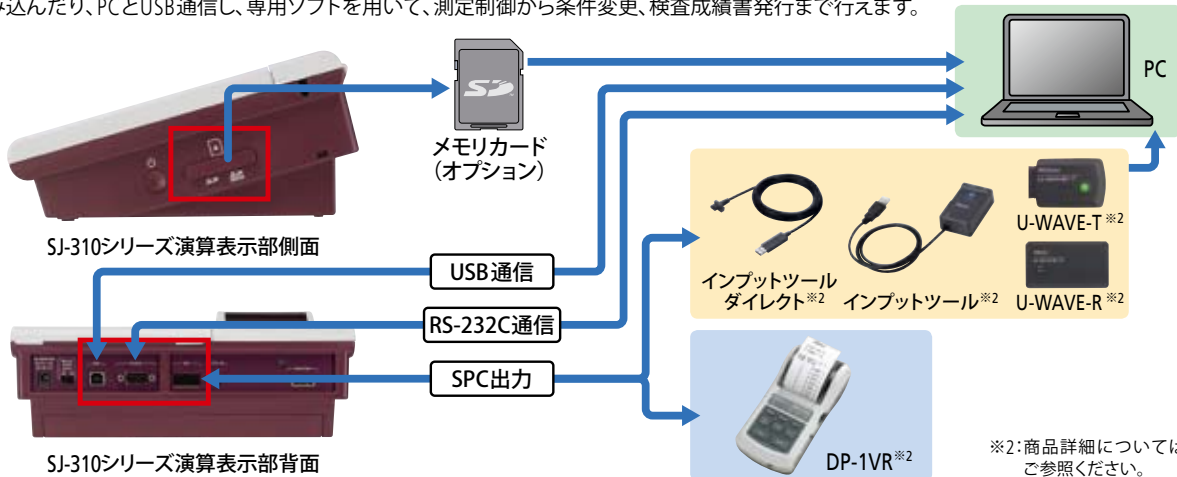 み込んだり、PCとUSB通信し、専用ソフトを用いて、測定制御から条件変更、検査成績書発行まで行えます。
PC
メモリカード
（オプション）
SJ-310シリーズ演算表示部側面
USB通信
RS-232C通信
SPC出力
インプットツール
ダイレクト※2
インプットツール※2
U-WAVE-T※2
U-WAVE-R※2
SJ-310シリーズ演算表示部背面
DP-1VR※2
※2：商品詳細については
ご参照ください。